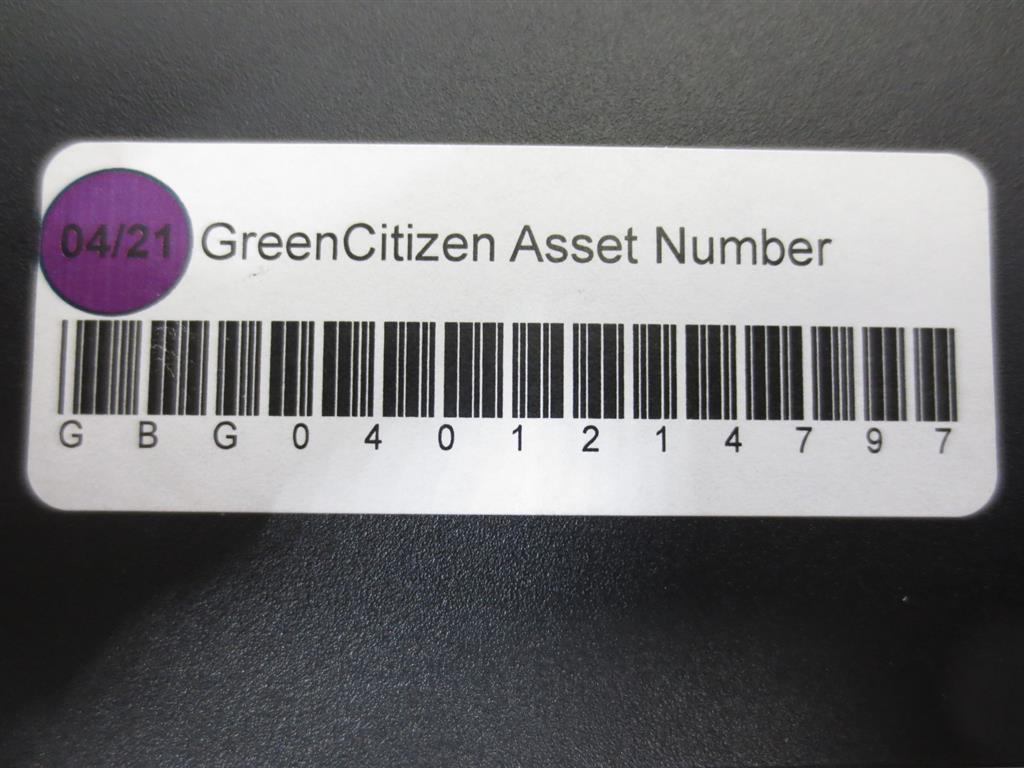 04/21 GreenCitizen Asset Number
G B G 0 4 0 1 2 1 4 7 9 7